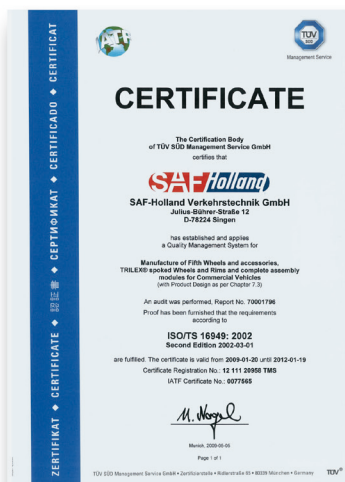 IATF
TÜV
SÜD
Management Service
CERTIFICATE
The Certification Body
of TÜV SÜD Management Service GmbH
certifies that
SAF Holland
SAF-Holland Verkehrstechnik GmbH
Julius-Bührer-Straße 12
D-78224 Singen
has established and applies
a Quality Management System for
Manufacture of Fifth Wheels and accessories,
TRILEX® spoked Wheels and Rims and complete assembly
modules for Commercial Vehicles
(with Product Design as per Chapter 7.3)
An audit was performed, Report No. 70001796
Proof has been furnished that the requirements
according to
ISO/TS 16949: 2002
Second Edition 2002-03-01
are fulfilled. The certificate is valid from 2009-01-20 until 2012-01-19
Certificate Registration No.: 12 111 20958 TMS
IATF Certificate No.: 0077565
Page 1 of 1
TÜV SÜD Management Service GmbH • Zertifizierstelle • Ridlerstraße 65 • 80339 München • Germany
TÜV®
ZERTIFIKAT ◆ CERTIFICATE ◆ 認證 ◆ СЕРТИФИКАТ ◆ CERTIFICADO ◆ CERTIFICAT